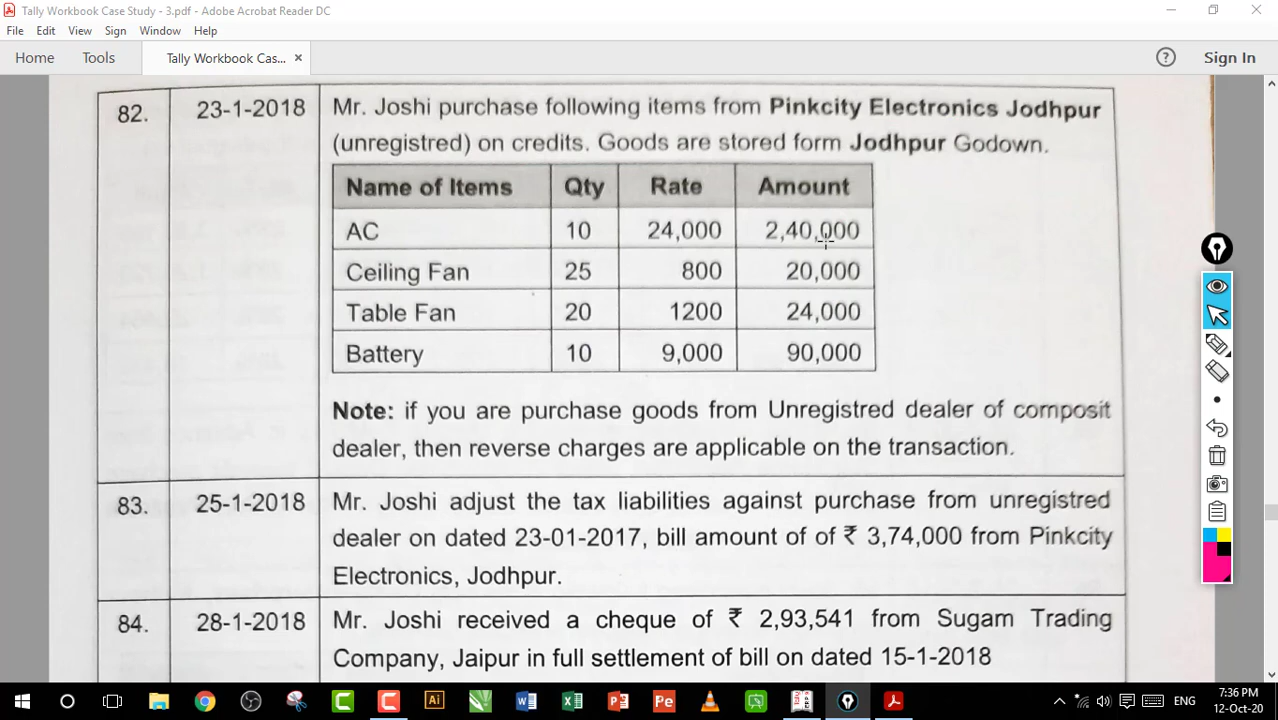 Tally Workbook Case Study - 3.pdf - Adobe Acrobat Reader DC
File Edit View Sign Window Help
Home Tools Tally Workbook Cas... × Sign In
82. 23-1-2018 Mr. Joshi purchase following items from Pinkcity Electronics Jodhpur
(unregistred) on credits. Goods are stored form Jodhpur Godown.
Name of Items Qty Rate Amount
AC 10 24,000 2,40,000
Ceiling Fan 25 800 20,000
Table Fan 20 1200 24,000
Battery 10 9,000 90,000
Note: if you are purchase goods from Unregistred dealer of composit
dealer, then reverse charges are applicable on the transaction.
83. 25-1-2018 Mr. Joshi adjust the tax liabilities against purchase from unregistred
dealer on dated 23-01-2017, bill amount of of ₹ 3,74,000 from Pinkcity
Electronics, Jodhpur.
84. 28-1-2018 Mr. Joshi received a cheque of ₹ 2,93,541 from Sugam Trading
Company, Jaipur in full settlement of bill on dated 15-1-2018
ENG 7:36 PM
12-Oct-20